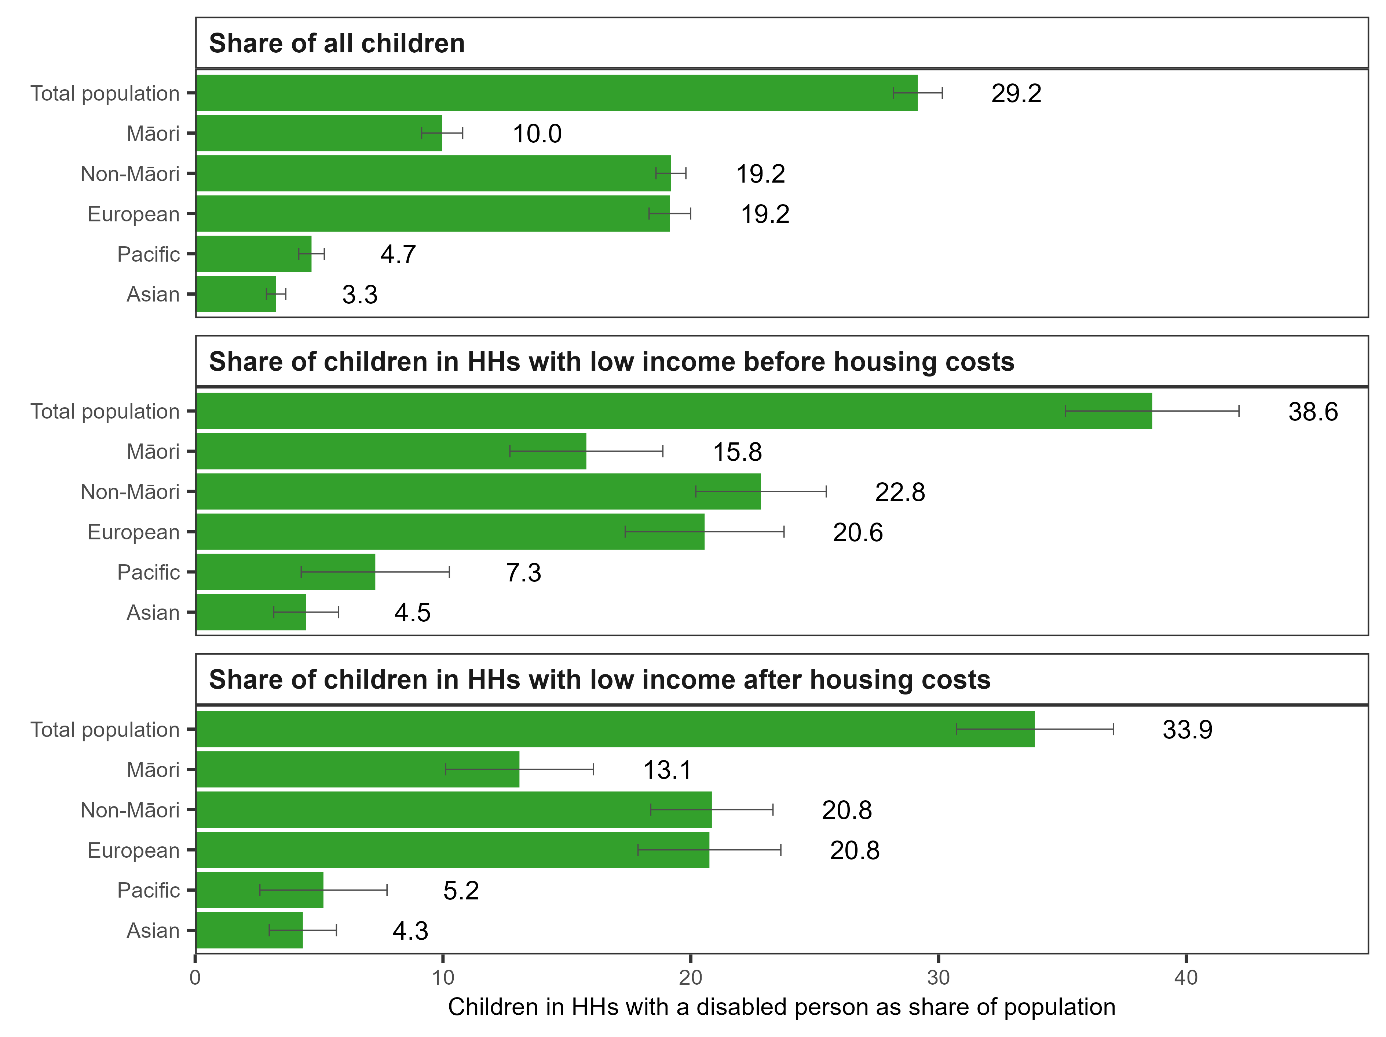 Share of all children
Total population 29.2
Māori 10.0
Non-Māori 19.2
European 19.2
Pacific 4.7
Asian 3.3
Share of children in HHs with low income before housing costs
Total population 38.6
Māori 15.8
Non-Māori 22.8
European 20.6
Pacific 7.3
Asian 4.5
Share of children in HHs with low income after housing costs
Total population 33.9
Māori 13.1
Non-Māori 20.8
European 20.8
Pacific 5.2
Asian 4.3
0 10 20 30 40
Children in HHs with a disabled person as share of population